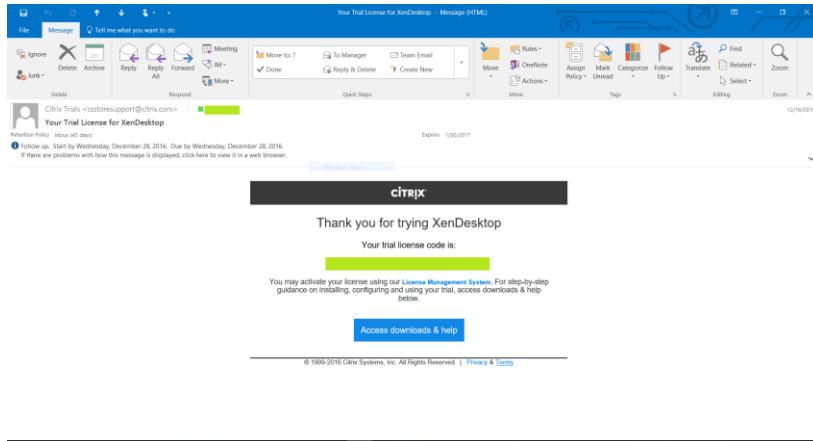 Your Trial License for XenDesktop - Message (HTML)
File Message Tell me what you want to do
Ignore
Junk
Delete
Archive
Reply
Reply All
Forward
Meeting
IM
More
Move to: ?
Done
To Manager
Reply & Delete
Team Email
Create New
Move
Rules
OneNote
Actions
Assign Policy
Mark Unread
Categorize
Follow Up
Translate
Find
Related
Select
Zoom
Delete Respond Quick Steps Move Tags Editing Zoom
Citrix Trials <csstoresupport@citrix.com>
Your Trial License for XenDesktop
Retention Policy Inbox (45 days) Expires 1/30/2017
Follow up. Start by Wednesday, December 28, 2016. Due by Wednesday, December 28, 2016.
If there are problems with how this message is displayed, click here to view it in a web browser.
CİTRIX
Thank you for trying XenDesktop
Your trial license code is:
You may activate your license using our License Management System. For step-by-step
guidance on installing, configuring and using your trial, access downloads & help
below.
Access downloads & help
© 1999-2016 Citrix Systems, Inc. All Rights Reserved | Privacy & Terms